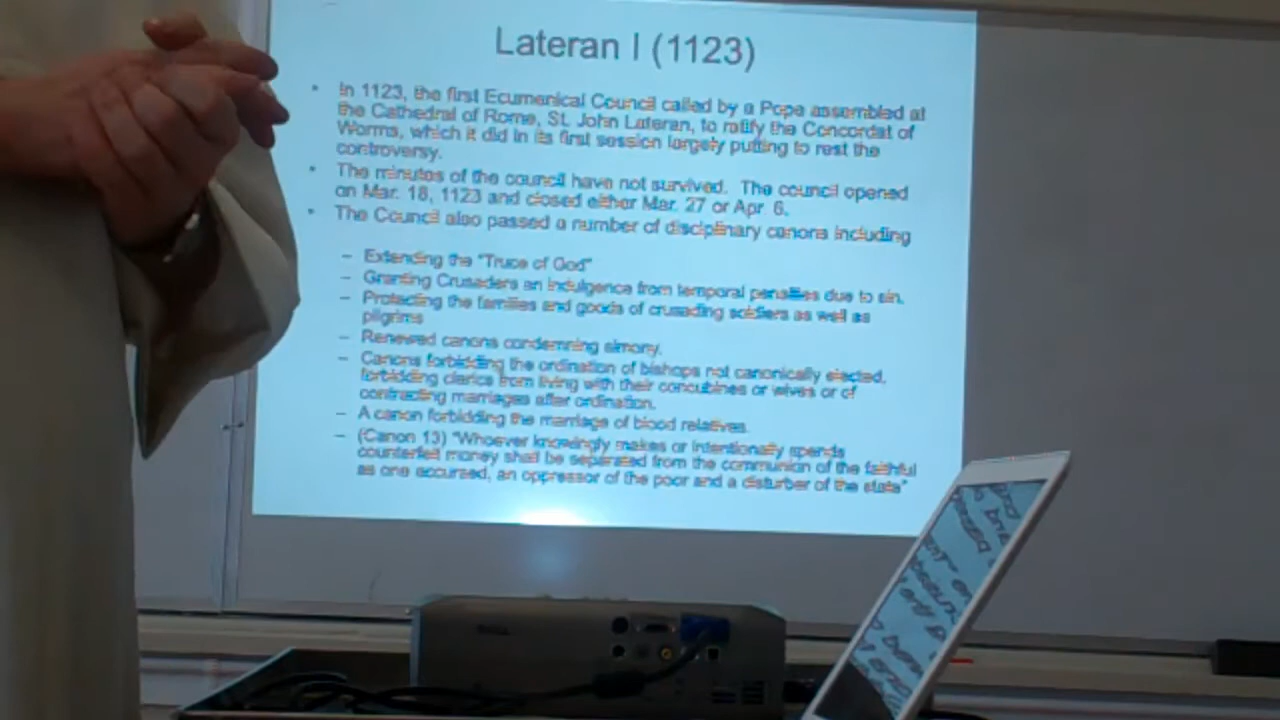 Lateran I (1123)
• In 1123, the first Ecumenical Council called by a Pope assembled at
the Cathedral of Rome, St. John Lateran, to ratify the Concordat of
Worms, which it did in its first session largely putting to rest the
controversy.
• The minutes of the council have not survived. The council opened
on Mar. 18, 1123 and closed either Mar. 27 or Apr 6.
• The Council also passed a number of disciplinary canons including
– Extending the "Truce of God"
– Granting Crusaders an indulgence from temporal penalties due to sin.
– Protecting the families and goods of crusading soldiers as well as
pilgrims
– Renewed canons condemning simony.
– Canons forbidding the ordination of bishops not canonically elected,
forbidding clerics from living with their concubines or wives or of
contracting marriages after ordination.
– A canon forbidding the marriage of blood relatives.
– (Canon 13) "Whoever knowingly makes or intentionally spends
counterfeit money shall be separated from the communion of the faithful
as one accursed, an oppressor of the poor and a disturber of the state"
DELL